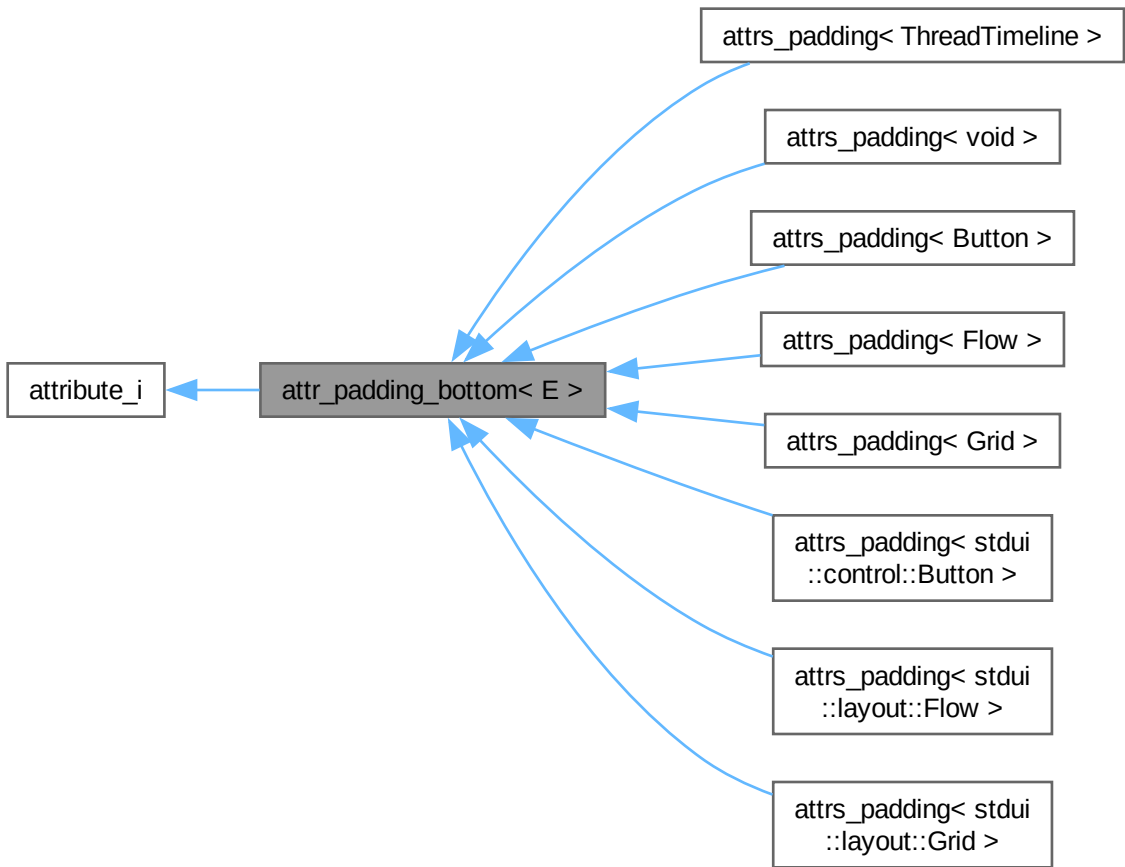 attrs_padding< ThreadTimeline >
attrs_padding< void >
attrs_padding< Button >
attrs_padding< Flow >
attribute_i
attr_padding_bottom< E >
attrs_padding< Grid >
attrs_padding< stdui
::control::Button >
attrs_padding< stdui
::layout::Flow >
attrs_padding< stdui
::layout::Grid >